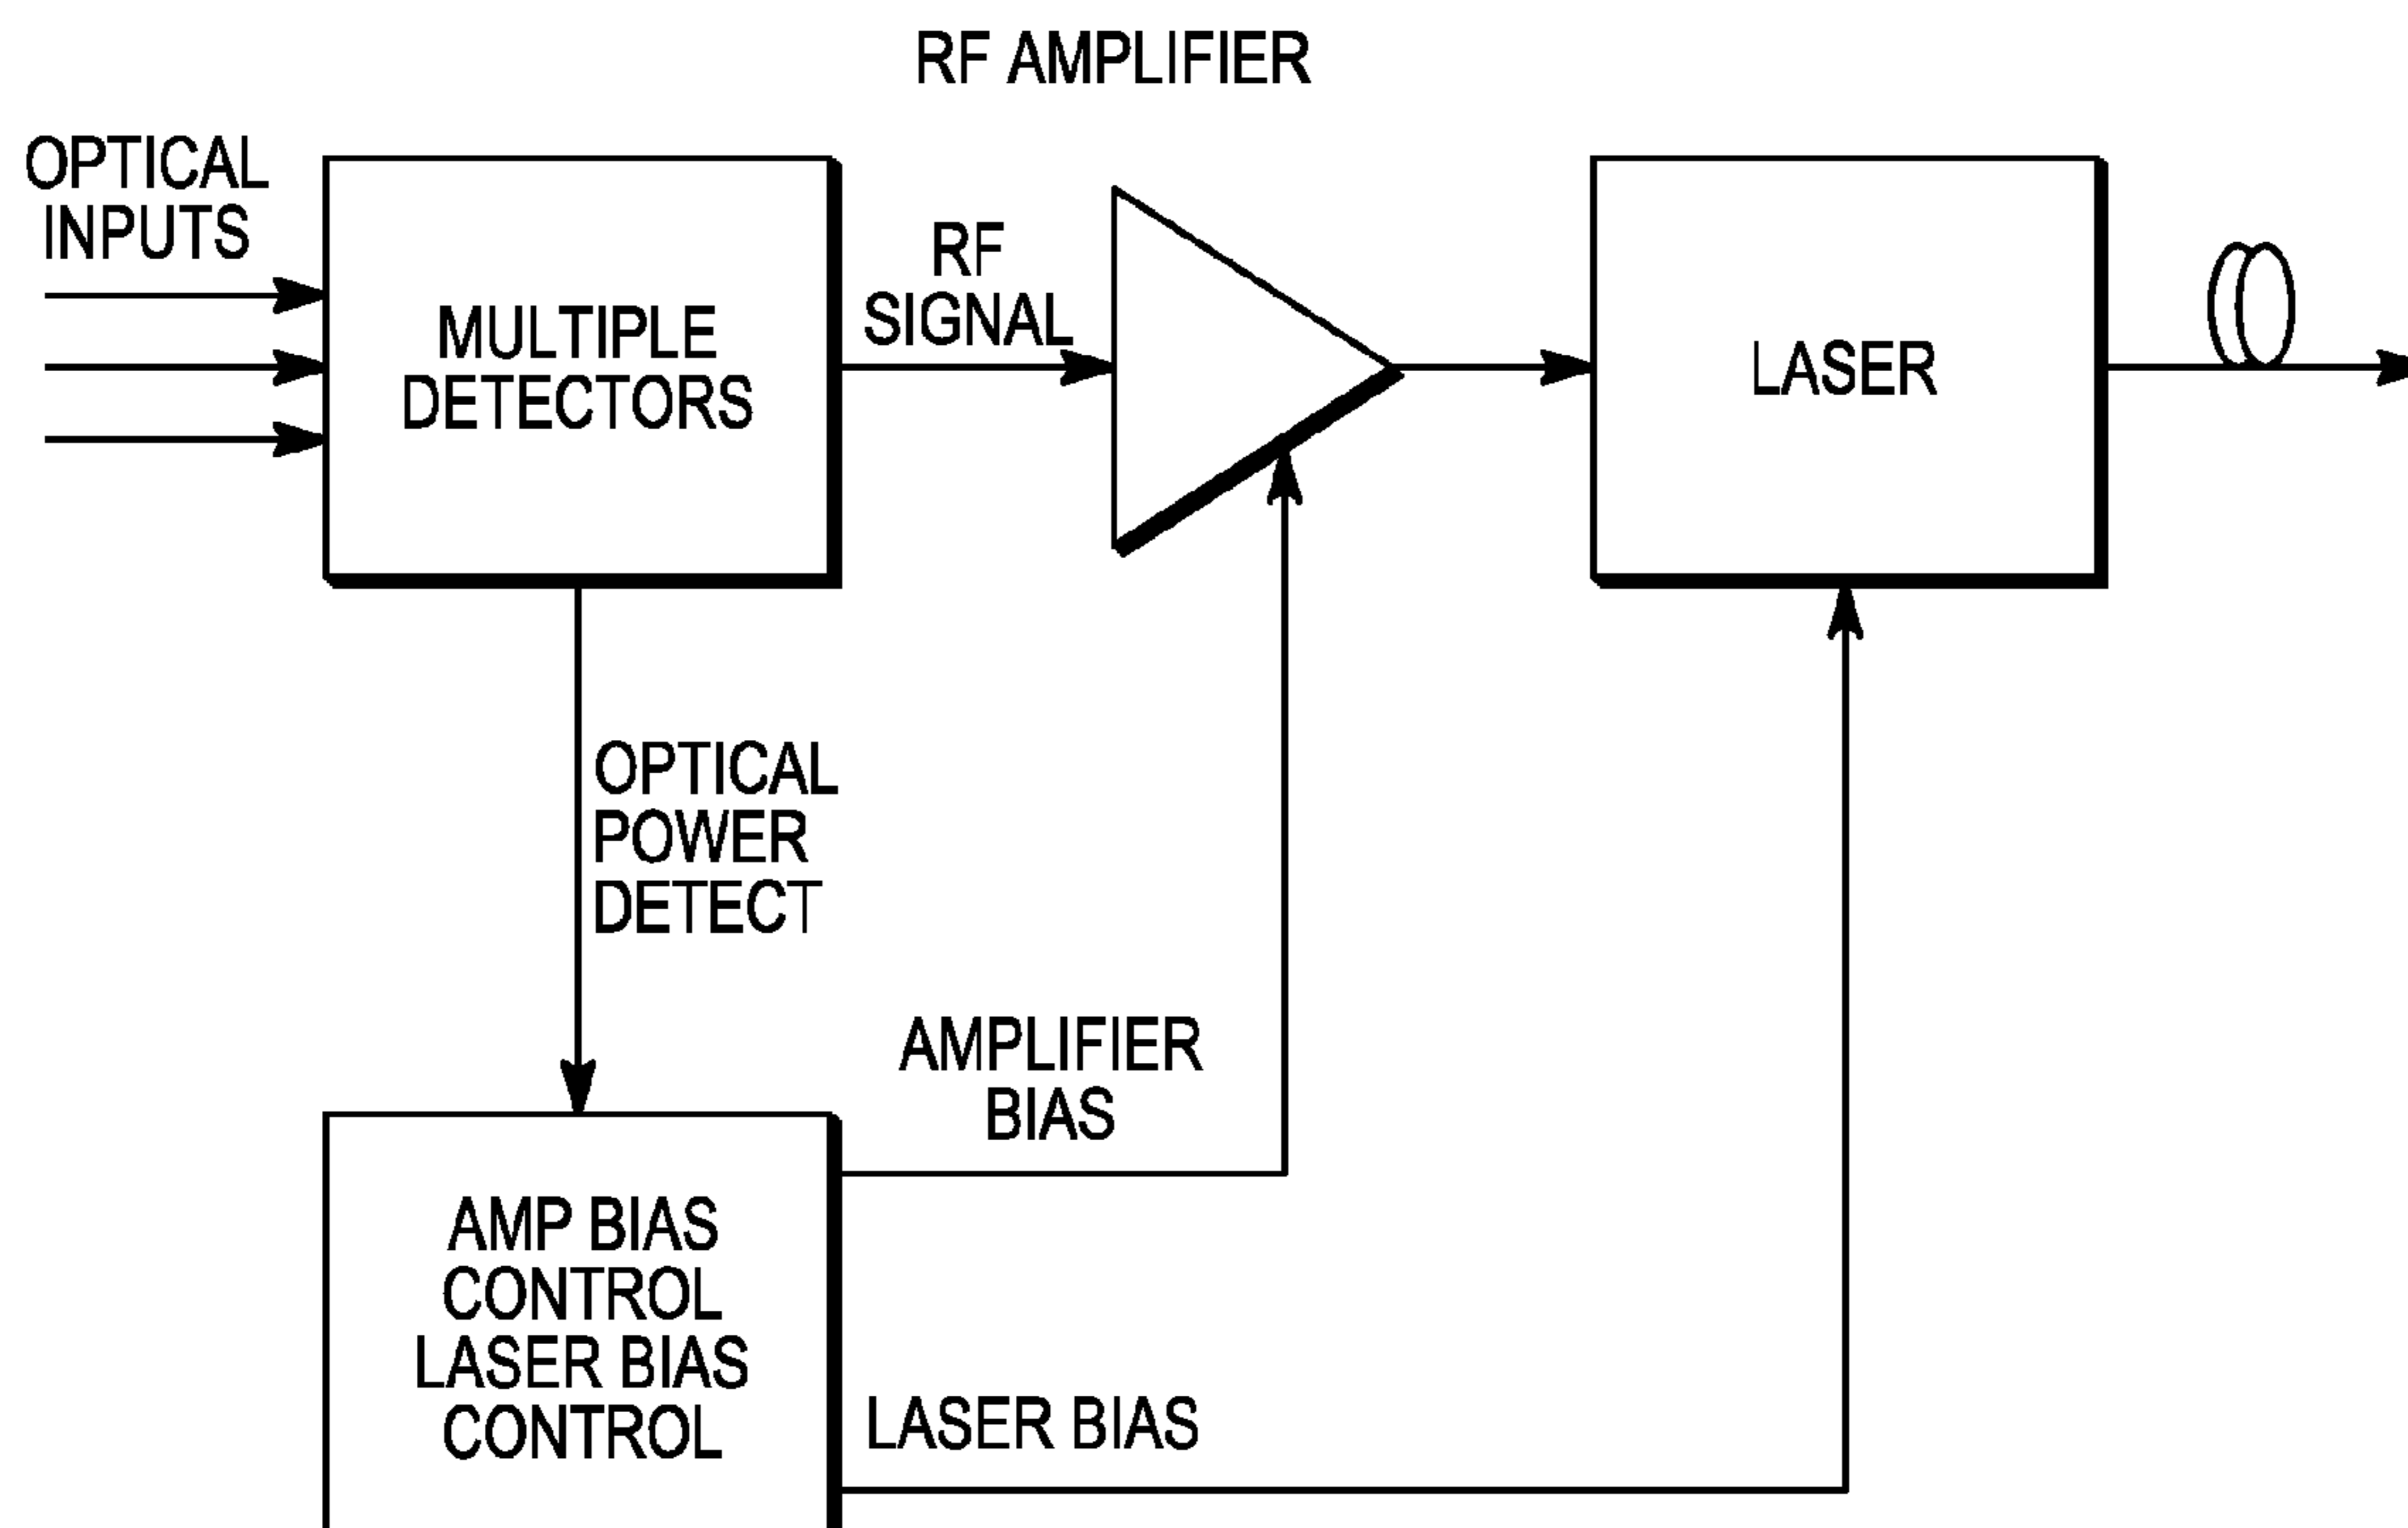 RF AMPLIFIER
OPTICAL
INPUTS
MULTIPLE
DETECTORS
RF
SIGNAL
LASER
OPTICAL
POWER
DETECT
AMPLIFIER
BIAS
AMP BIAS
CONTROL
LASER BIAS
CONTROL
LASER BIAS